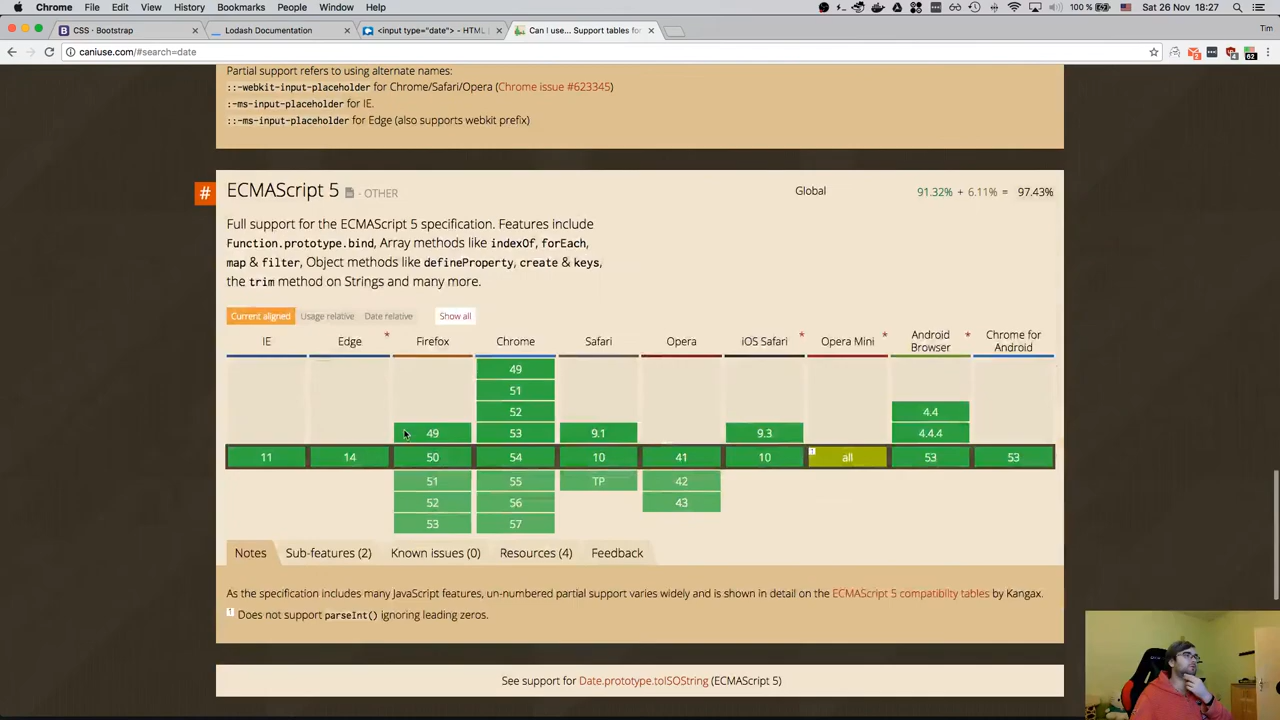 Chrome File Edit View History Bookmarks People Window Help 100 % Sat 26 Nov 18:27
CSS · Bootstrap × Lodash Documentation × <input type="date"> - HTML | × Can I use... Support tables for × Tim
caniuse.com/#search=date
Partial support refers to using alternate names:
::-webkit-input-placeholder for Chrome/Safari/Opera (Chrome issue #623345)
:-ms-input-placeholder for IE.
::-ms-input-placeholder for Edge (also supports webkit prefix)
# ECMAScript 5 - OTHER Global 91.32% + 6.11% = 97.43%
Full support for the ECMAScript 5 specification. Features include
Function.prototype.bind, Array methods like indexOf, forEach,
map & filter, Object methods like defineProperty, create & keys,
the trim method on Strings and many more.
Current aligned Usage relative Date relative Show all
IE Edge * Firefox Chrome Safari Opera iOS Safari * Opera Mini * Android Browser * Chrome for Android
49
51
52 4.4
49 53 9.1 9.3 4.4.4
11 14 50 54 10 41 10 1 all 53 53
51 55 TP 42
52 56 43
53 57
Notes Sub-features (2) Known issues (0) Resources (4) Feedback
As the specification includes many JavaScript features, un-numbered partial support varies widely and is shown in detail on the ECMAScript 5 compatibilty tables by Kangax.
1 Does not support parseInt() ignoring leading zeros.
See support for Date.prototype.toISOString (ECMAScript 5)